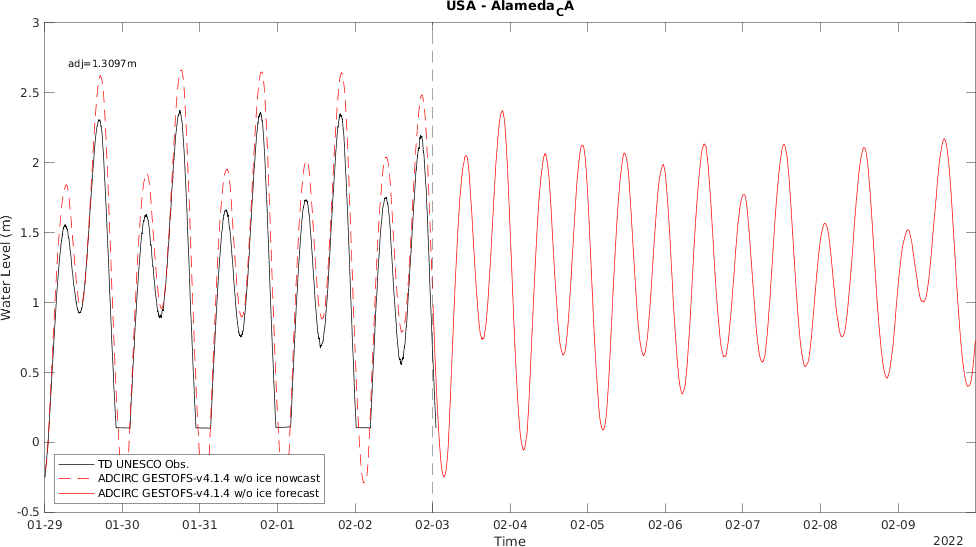 USA - Alameda_CA
adj=1.3097m
Water Level (m)
3
2.5
2
1.5
1
0.5
0
-0.5
TD UNESCO Obs.
ADCIRC GESTOFS-v4.1.4 w/o ice nowcast
ADCIRC GESTOFS-v4.1.4 w/o ice forecast
01-29 01-30 01-31 02-01 02-02 02-03 02-04 02-05 02-06 02-07 02-08 02-09
Time
2022